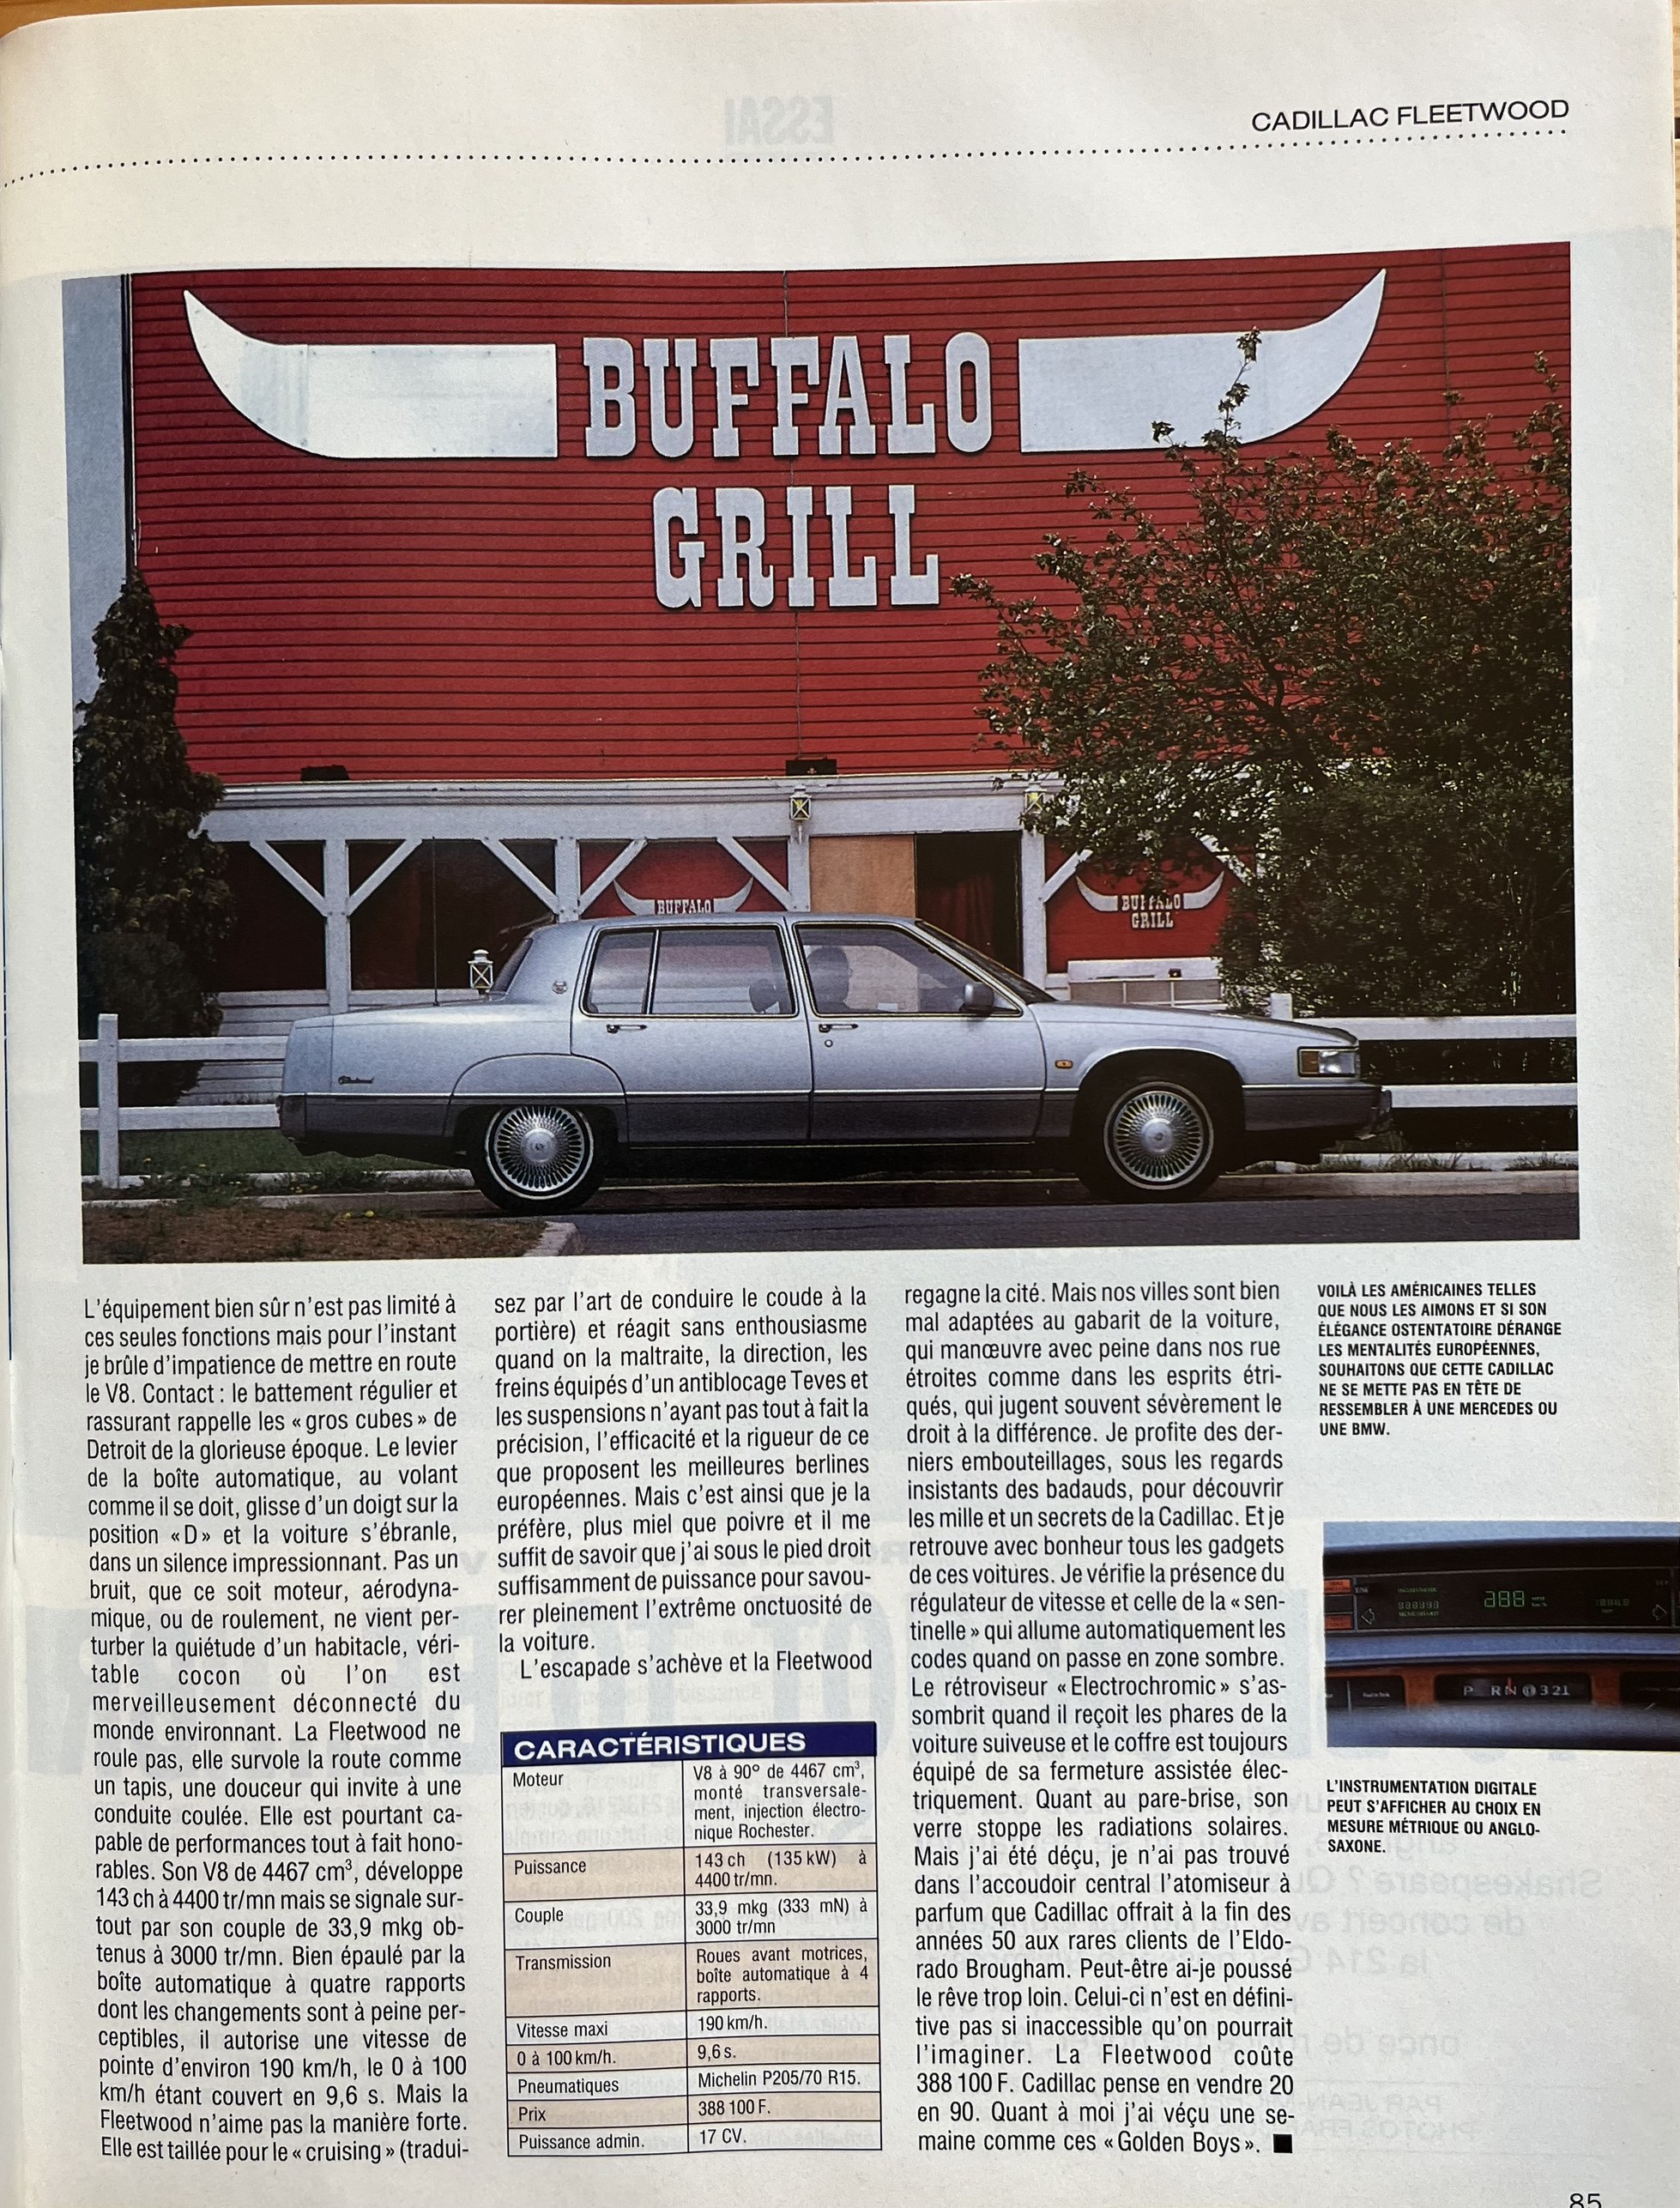 CADILLAC FLEETWOOD
BUFFALO
GRILL
BUFFALO
BUFFALO
GRILL
L'équipement bien sûr n'est pas limité à
ces seules fonctions mais pour l'instant
je brûle d'impatience de mettre en route
le V8. Contact : le battement régulier et
rassurant rappelle les « gros cubes » de
Detroit de la glorieuse époque. Le levier
de la boîte automatique, au volant
comme il se doit, glisse d'un doigt sur la
position « D » et la voiture s'ébranle,
dans un silence impressionnant. Pas un
bruit, que ce soit moteur, aérodyna-
mique, ou de roulement, ne vient per-
turber la quiétude d'un habitacle, véri-
table cocon où l'on est
merveilleusement déconnecté du
monde environnant. La Fleetwood ne
roule pas, elle survole la route comme
un tapis, une douceur qui invite à une
conduite coulée. Elle est pourtant ca-
pable de performances tout à fait hono-
rables. Son V8 de 4467 cm³, développe
143 ch à 4400 tr/mn mais se signale sur-
tout par son couple de 33,9 mkg ob-
tenus à 3000 tr/mn. Bien épaulé par la
boîte automatique à quatre rapports
dont les changements sont à peine per-
ceptibles, il autorise une vitesse de
pointe d'environ 190 km/h, le 0 à 100
km/h étant couvert en 9,6 s. Mais la
Fleetwood n'aime pas la manière forte.
Elle est taillée pour le « cruising » (tradui-
sez par l'art de conduire le coude à la
portière) et réagit sans enthousiasme
quand on la maltraite, la direction, les
freins équipés d'un antiblocage Teves et
les suspensions n'ayant pas tout à fait la
précision, l'efficacité et la rigueur de ce
que proposent les meilleures berlines
européennes. Mais c'est ainsi que je la
préfère, plus miel que poivre et il me
suffit de savoir que j'ai sous le pied droit
suffisamment de puissance pour savou-
rer pleinement l'extrême onctuosité de
la voiture.
L'escapade s'achève et la Fleetwood
CARACTÉRISTIQUES
Moteur V8 à 90° de 4467 cm³,
monté transversale-
ment, injection électro-
nique Rochester.
Puissance 143 ch (135 kW) à
4400 tr/mn.
Couple 33,9 mkg (333 mN) à
3000 tr/mn
Transmission Roues avant motrices,
boîte automatique à 4
rapports.
Vitesse maxi 190 km/h.
0 à 100 km/h. 9,6 s.
Pneumatiques Michelin P205/70 R15.
Prix 388 100 F.
Puissance admin. 17 CV.
regagne la cité. Mais nos villes sont bien
mal adaptées au gabarit de la voiture,
qui manœuvre avec peine dans nos rue
étroites comme dans les esprits étri-
qués, qui jugent souvent sévèrement le
droit à la différence. Je profite des der-
niers embouteillages, sous les regards
insistants des badauds, pour découvrir
les mille et un secrets de la Cadillac. Et je
retrouve avec bonheur tous les gadgets
de ces voitures. Je vérifie la présence du
régulateur de vitesse et celle de la « sen-
tinelle » qui allume automatiquement les
codes quand on passe en zone sombre.
Le rétroviseur « Electrochromic » s'as-
sombrit quand il reçoit les phares de la
voiture suiveuse et le coffre est toujours
équipé de sa fermeture assistée élec-
triquement. Quant au pare-brise, son
verre stoppe les radiations solaires.
Mais j'ai été déçu, je n'ai pas trouvé
dans l'accoudoir central l'atomiseur à
parfum que Cadillac offrait à la fin des
années 50 aux rares clients de l'Eldo-
rado Brougham. Peut-être ai-je poussé
le rêve trop loin. Celui-ci n'est en défini-
tive pas si inaccessible qu'on pourrait
l'imaginer. La Fleetwood coûte
388 100 F. Cadillac pense en vendre 20
en 90. Quant à moi j'ai véçu une se-
maine comme ces « Golden Boys ». ■
VOILÀ LES AMÉRICAINES TELLES
QUE NOUS LES AIMONS ET SI SON
ÉLÉGANCE OSTENTATOIRE DÉRANGE
LES MENTALITÉS EUROPÉENNES,
SOUHAITONS QUE CETTE CADILLAC
NE SE METTE PAS EN TÊTE DE
RESSEMBLER À UNE MERCEDES OU
UNE BMW.
P RN D 321
L'INSTRUMENTATION DIGITALE
PEUT S'AFFICHER AU CHOIX EN
MESURE MÉTRIQUE OU ANGLO-
SAXONE.
85